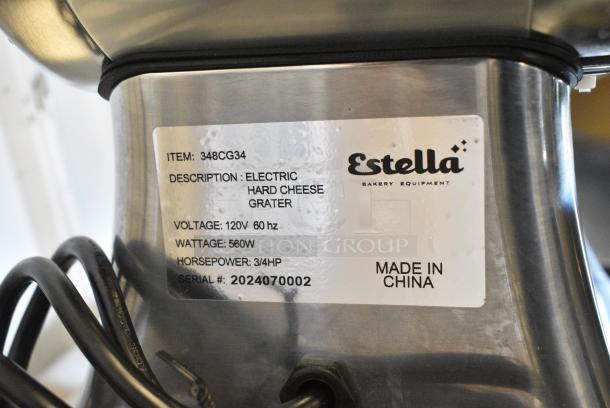 ITEM: 348CG34
DESCRIPTION : ELECTRIC
HARD CHEESE
GRATER
VOLTAGE: 120V 60 hz
WATTAGE: 560W
HORSEPOWER: 3/4HP
SERIAL #: 2024070002
Estella
BAKERY EQUIPMENT
MADE IN
CHINA
GROUP